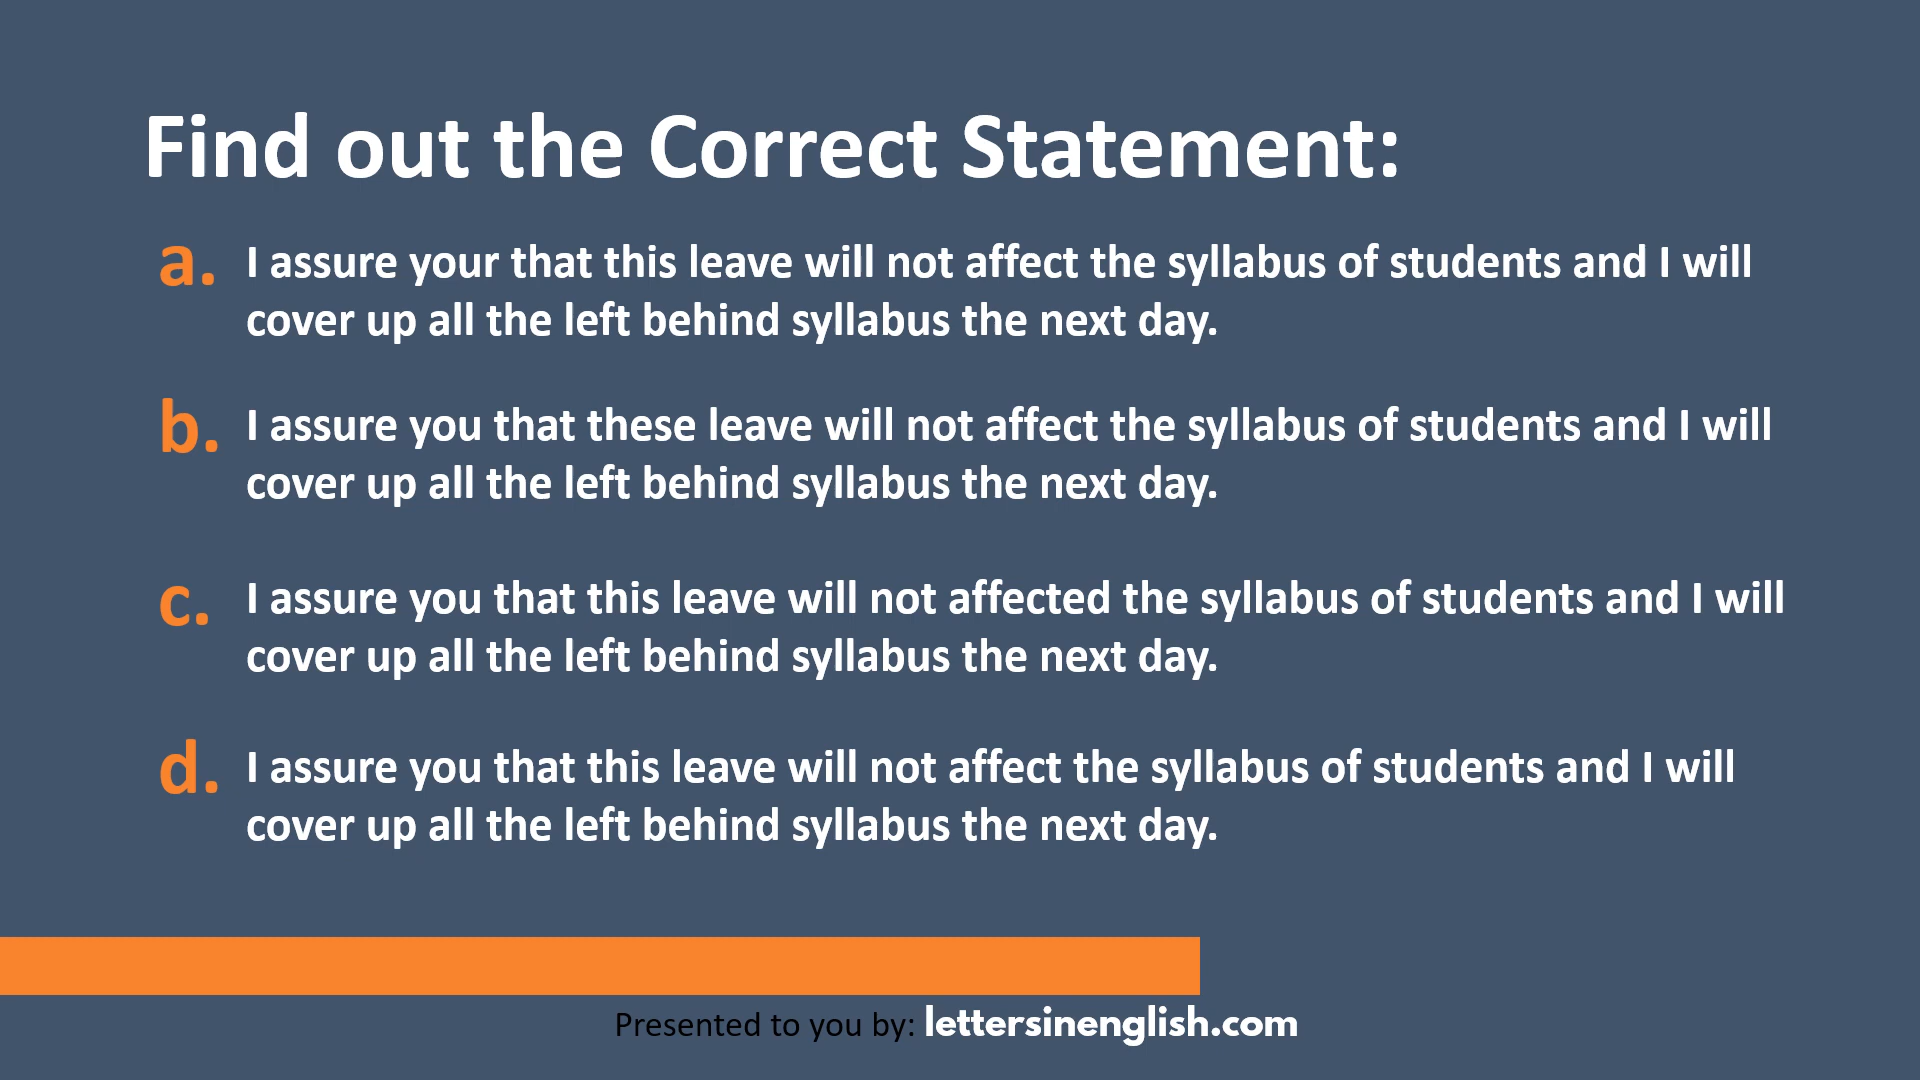 Find out the Correct Statement:
a. I assure your that this leave will not affect the syllabus of students and I will
cover up all the left behind syllabus the next day.
b. I assure you that these leave will not affect the syllabus of students and I will
cover up all the left behind syllabus the next day.
c. I assure you that this leave will not affected the syllabus of students and I will
cover up all the left behind syllabus the next day.
d. I assure you that this leave will not affect the syllabus of students and I will
cover up all the left behind syllabus the next day.
Presented to you by: lettersinenglish.com